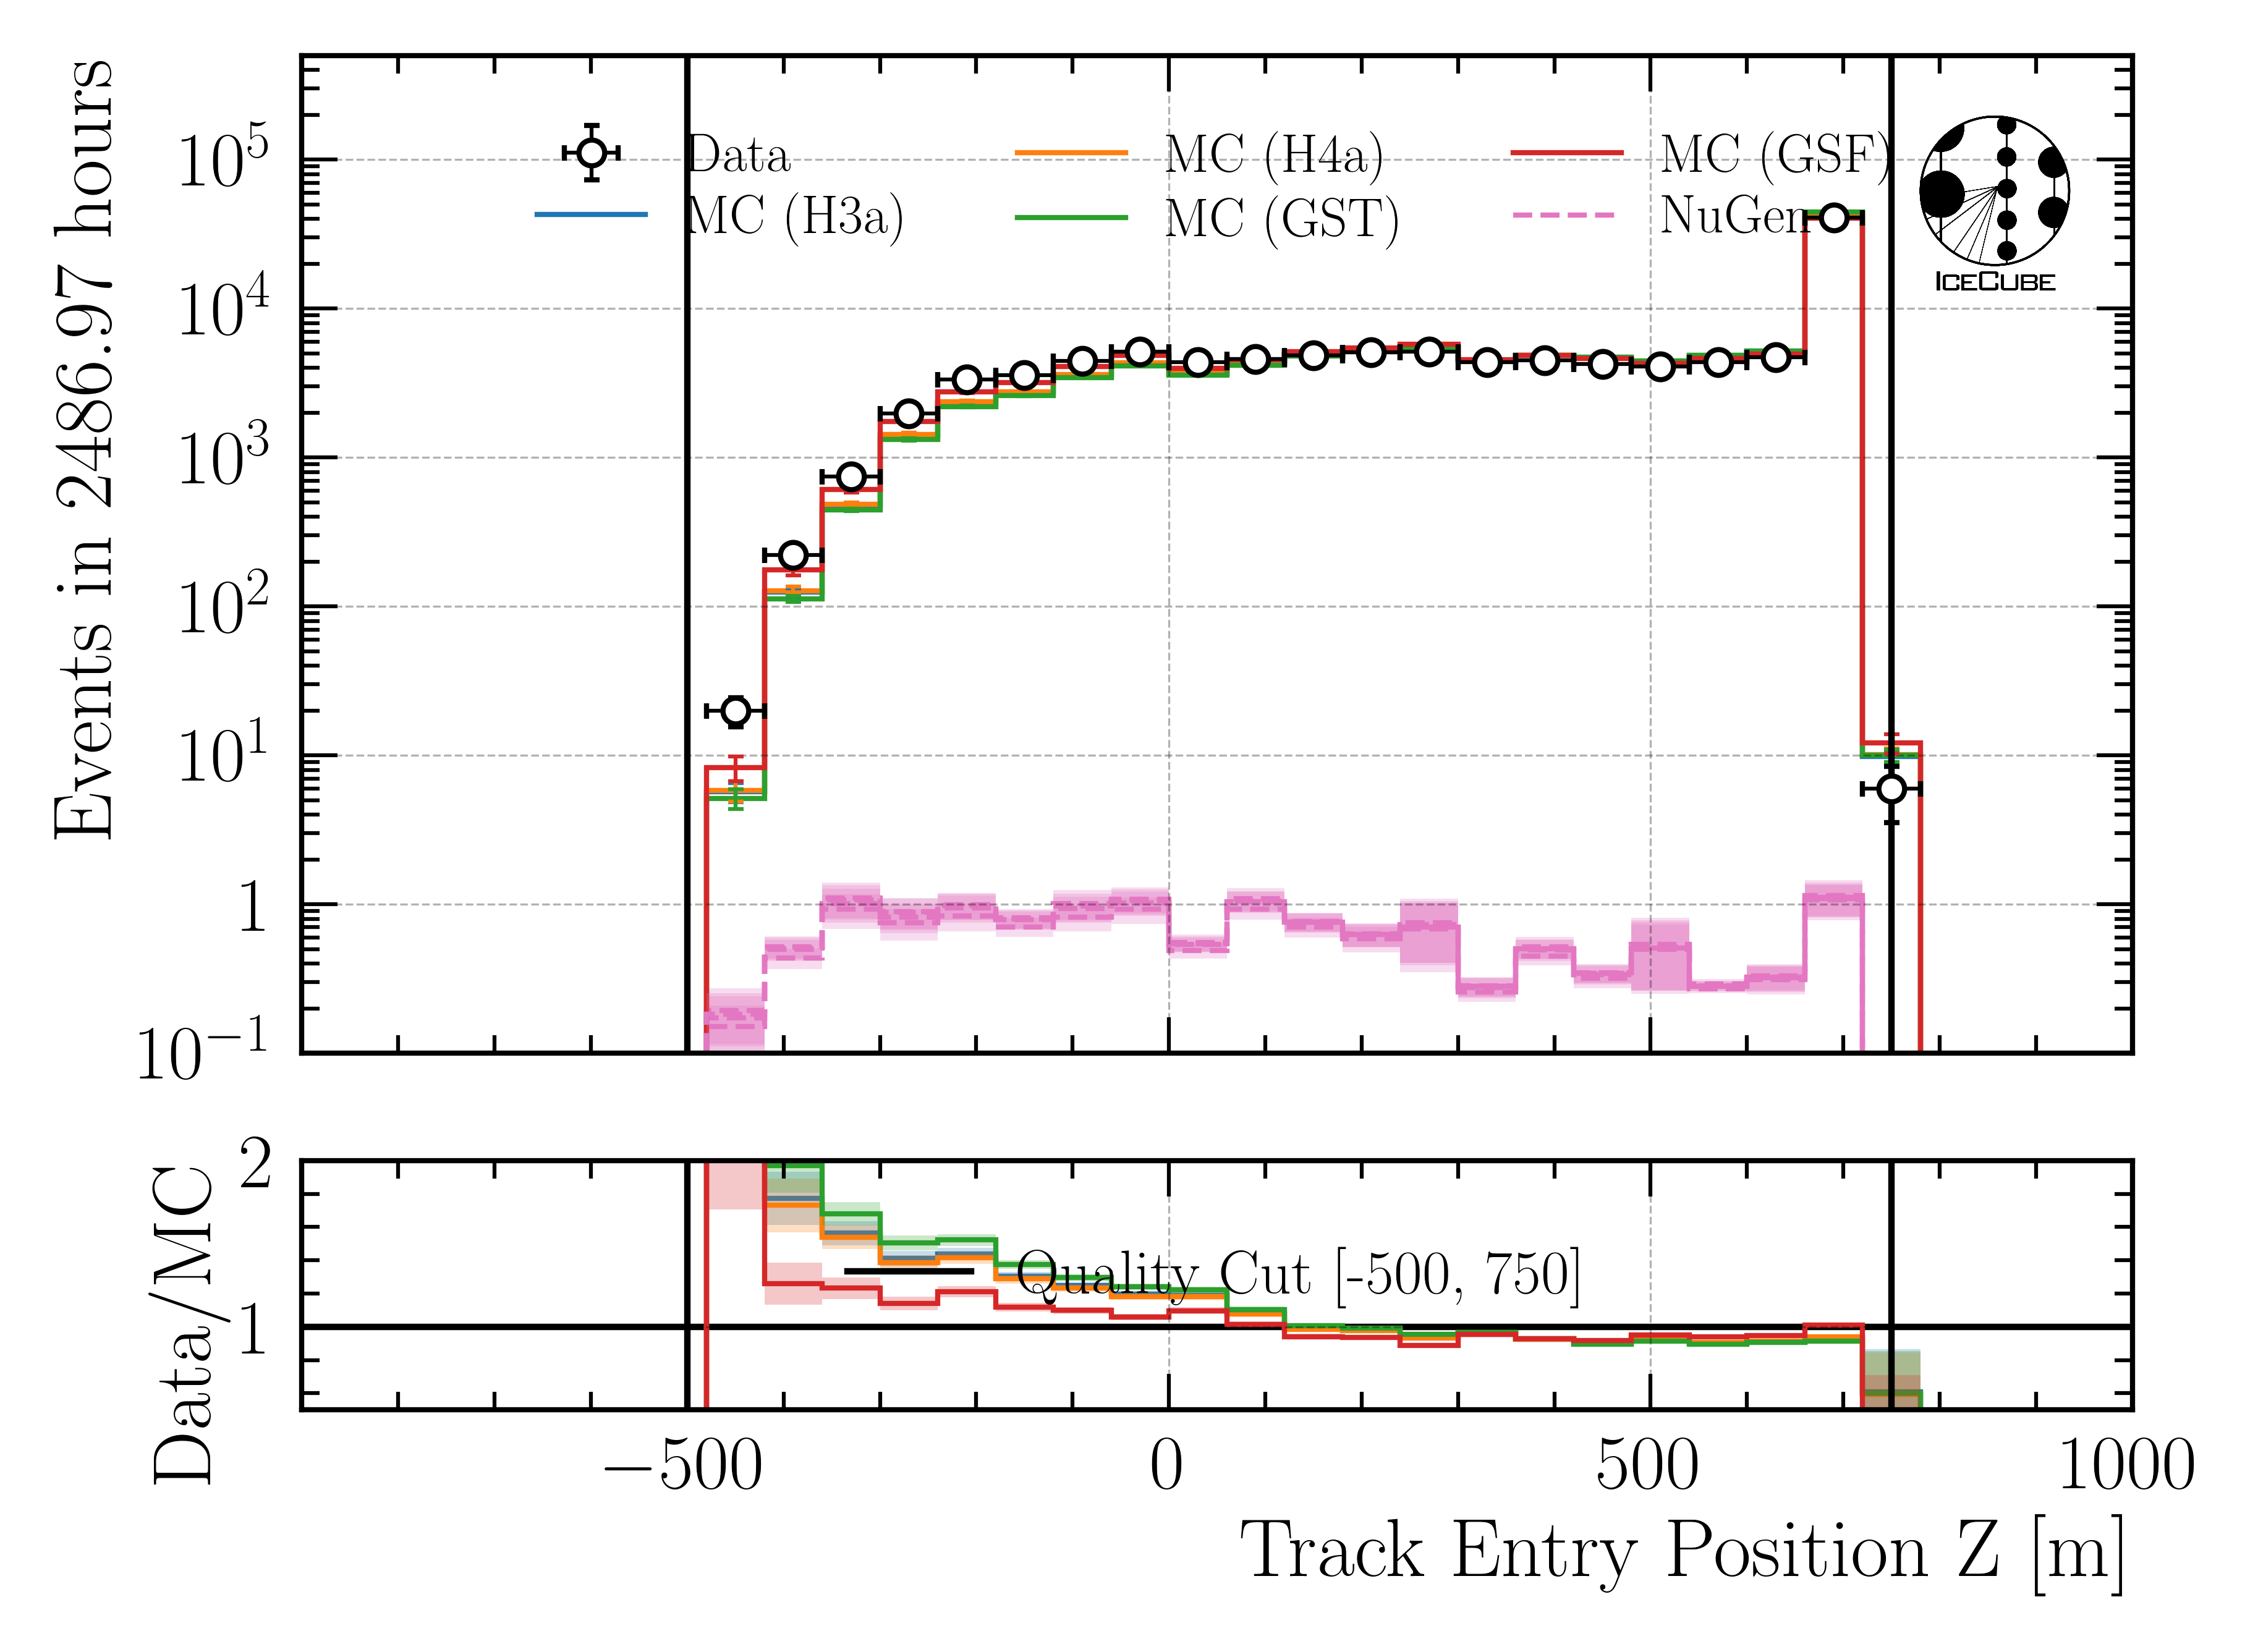 Events in 2486.97 hours
10^5
10^4
10^3
10^2
10^1
1
10^−1
Data
MC (H3a)
MC (H4a)
MC (GST)
MC (GSF)
NuGen
ICECUBE
Data/MC
2
1
Quality Cut [-500, 750]
−500 0 500 1000
Track Entry Position Z [m]